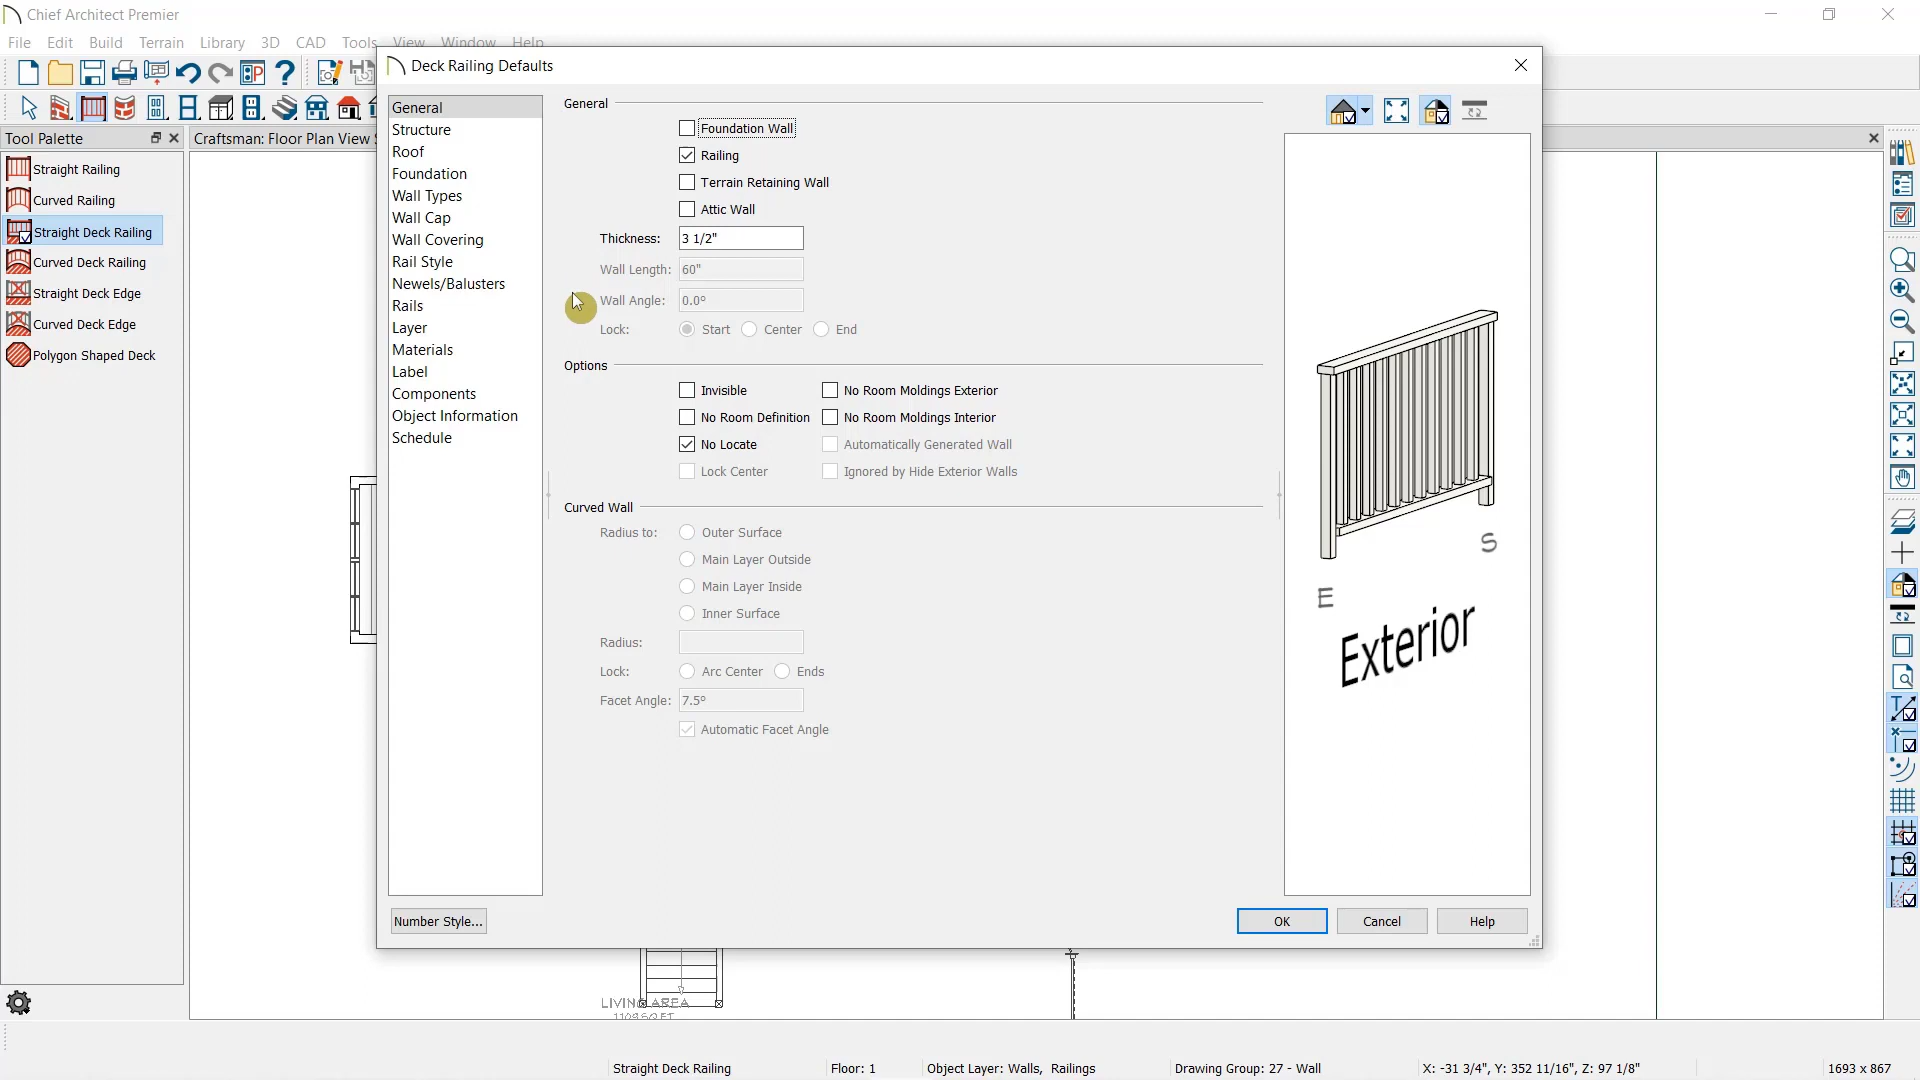 Chief Architect Premier
File Edit Build Terrain Library 3D CAD Tools View Window Help
Deck Railing Defaults
Tool Palette
Craftsman: Floor Plan View
Straight Railing
Curved Railing
Straight Deck Railing
Curved Deck Railing
Straight Deck Edge
Curved Deck Edge
Polygon Shaped Deck
General
Structure
Roof
Foundation
Wall Types
Wall Cap
Wall Covering
Rail Style
Newels/Balusters
Rails
Layer
Materials
Label
Components
Object Information
Schedule
General
Foundation Wall
Railing
Terrain Retaining Wall
Attic Wall
Thickness: 3 1/2"
Wall Length: 60"
Wall Angle: 0.0°
Lock: Start Center End
Options
Invisible No Room Moldings Exterior
No Room Definition No Room Moldings Interior
No Locate Automatically Generated Wall
Lock Center Ignored by Hide Exterior Walls
Curved Wall
Radius to: Outer Surface
Main Layer Outside
Main Layer Inside
Inner Surface
Radius:
Lock: Arc Center Ends
Facet Angle: 7.5°
Automatic Facet Angle
S
E
Exterior
Number Style... OK Cancel Help
LIVING AREA
Straight Deck Railing Floor: 1 Object Layer: Walls, Railings Drawing Group: 27 - Wall X: -31 3/4", Y: 352 11/16", Z: 97 1/8" 1693 x 867